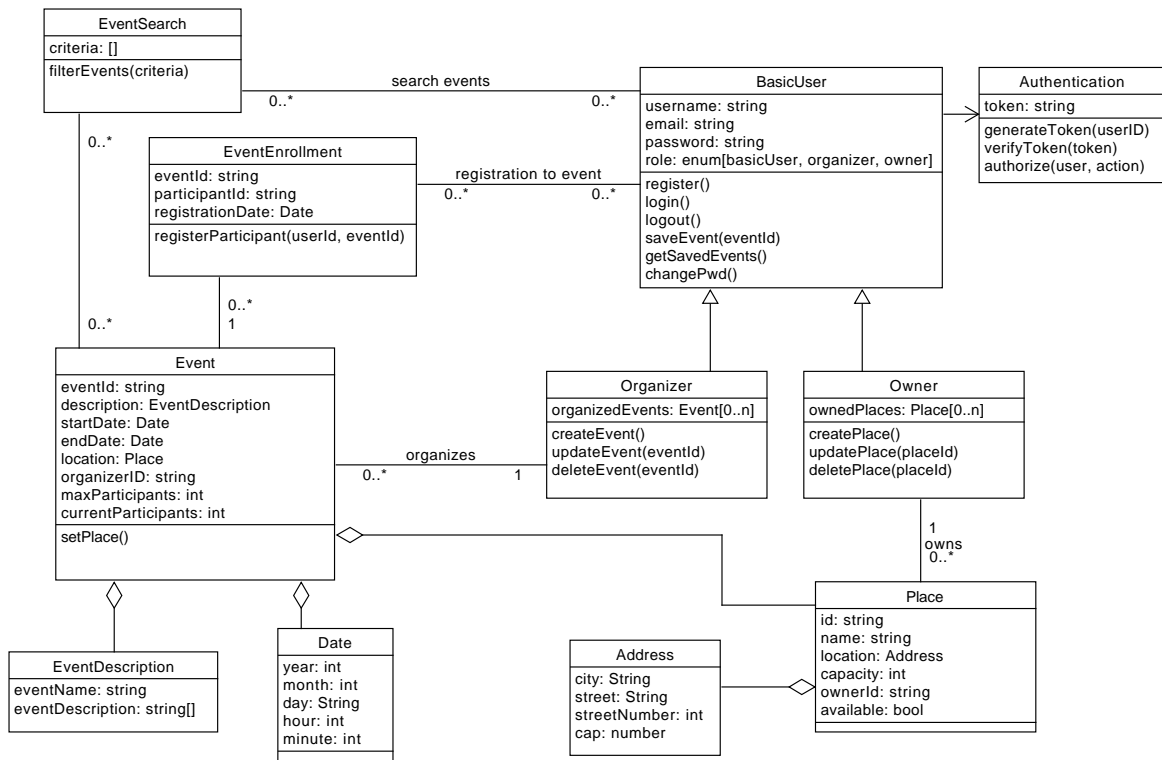 EventSearch
criteria: []
filterEvents(criteria)
search events
0..*
0..*
BasicUser
username: string
email: string
password: string
role: enum[basicUser, organizer, owner]
register()
login()
logout()
saveEvent(eventId)
getSavedEvents()
changePwd()
Authentication
token: string
generateToken(userID)
verifyToken(token)
authorize(user, action)
0..*
EventEnrollment
eventId: string
participantId: string
registrationDate: Date
registerParticipant(userId, eventId)
registration to event
0..*
0..*
0..*
0..*
1
Event
eventId: string
description: EventDescription
startDate: Date
endDate: Date
location: Place
organizerID: string
maxParticipants: int
currentParticipants: int
setPlace()
organizes
0..*
1
Organizer
organizedEvents: Event[0..n]
createEvent()
updateEvent(eventId)
deleteEvent(eventId)
Owner
ownedPlaces: Place[0..n]
createPlace()
updatePlace(placeId)
deletePlace(placeId)
1
owns
0..*
EventDescription
eventName: string
eventDescription: string[]
Date
year: int
month: int
day: String
hour: int
minute: int
Address
city: String
street: String
streetNumber: int
cap: number
Place
id: string
name: string
location: Address
capacity: int
ownerId: string
available: bool